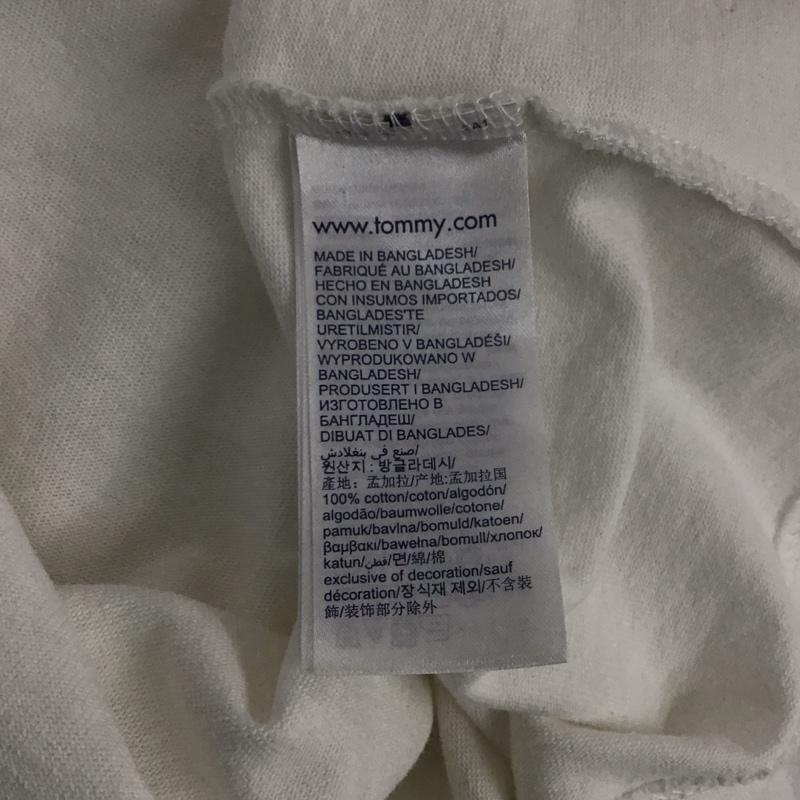 www.tommy.com
MADE IN BANGLADESH/
FABRIQUÉ AU BANGLADESH/
HECHO EN BANGLADESH
CON INSUMOS IMPORTADOS/
BANGLADEŞ'TE
URETILMISTIR/
VYROBENO V BANGLADÉŠI/
WYPRODUKOWANO W
BANGLADESH/
PRODUSERT I BANGLADESH/
ИЗГОТОВЛЕНО В
БАНГЛАДЕШ/
DIBUAT DI BANGLADES/
صنع في بنغلادش/
원산지 : 방글라데시/
產地: 孟加拉/产地:孟加拉国
100% cotton/coton/algodón/
algodão/baumwolle/cotone/
pamuk/bavlna/bomuld/katoen/
βαμβακι/bawełna/bomull/хлопок/
katun/قطن/면/綿/棉
exclusive of decoration/sauf
décoration/장식재 제외/不含裝
飾/装饰部分除外